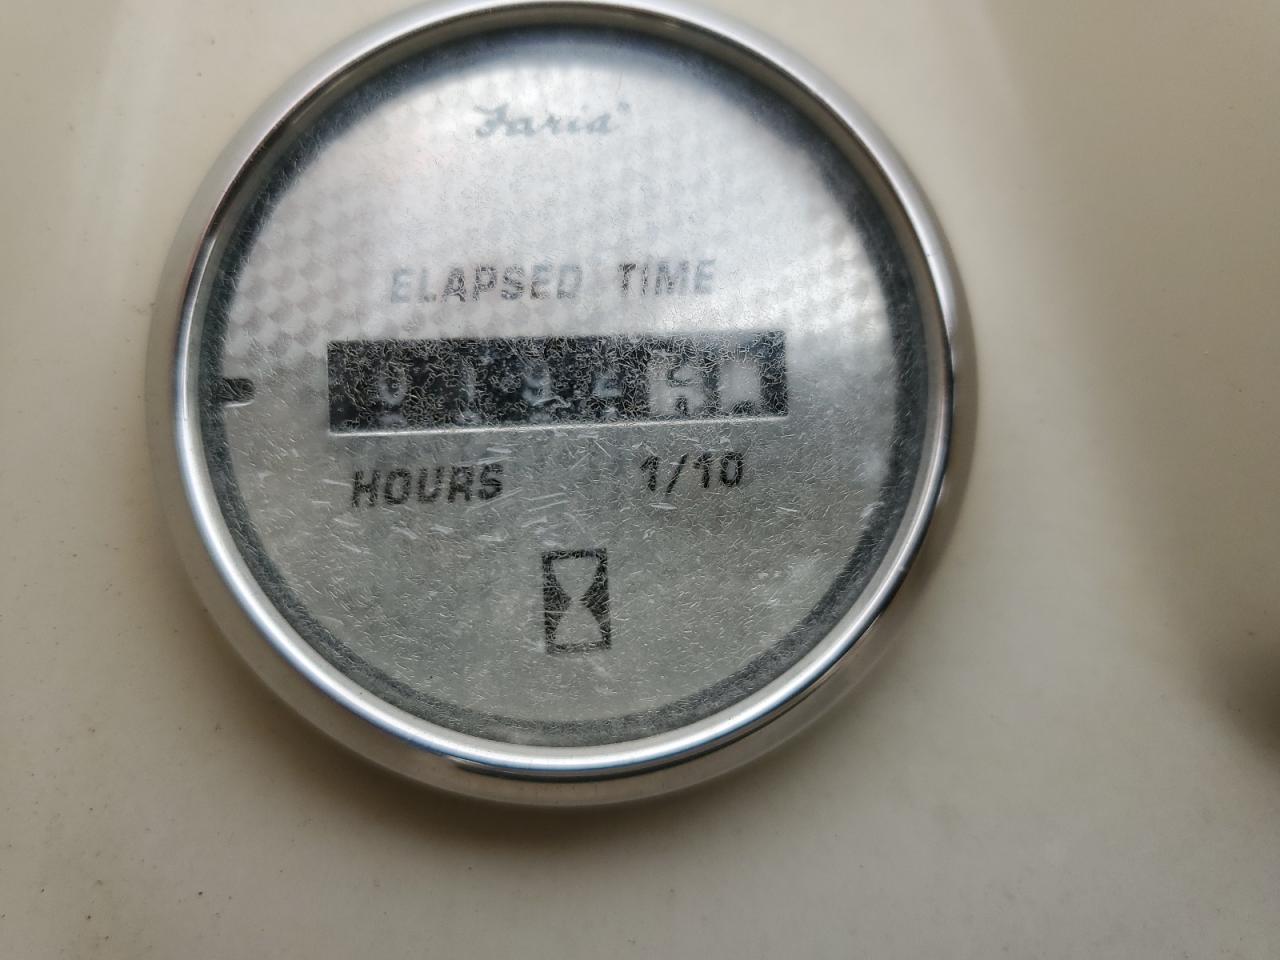 Faria®
ELAPSED TIME
HOURS 1/10